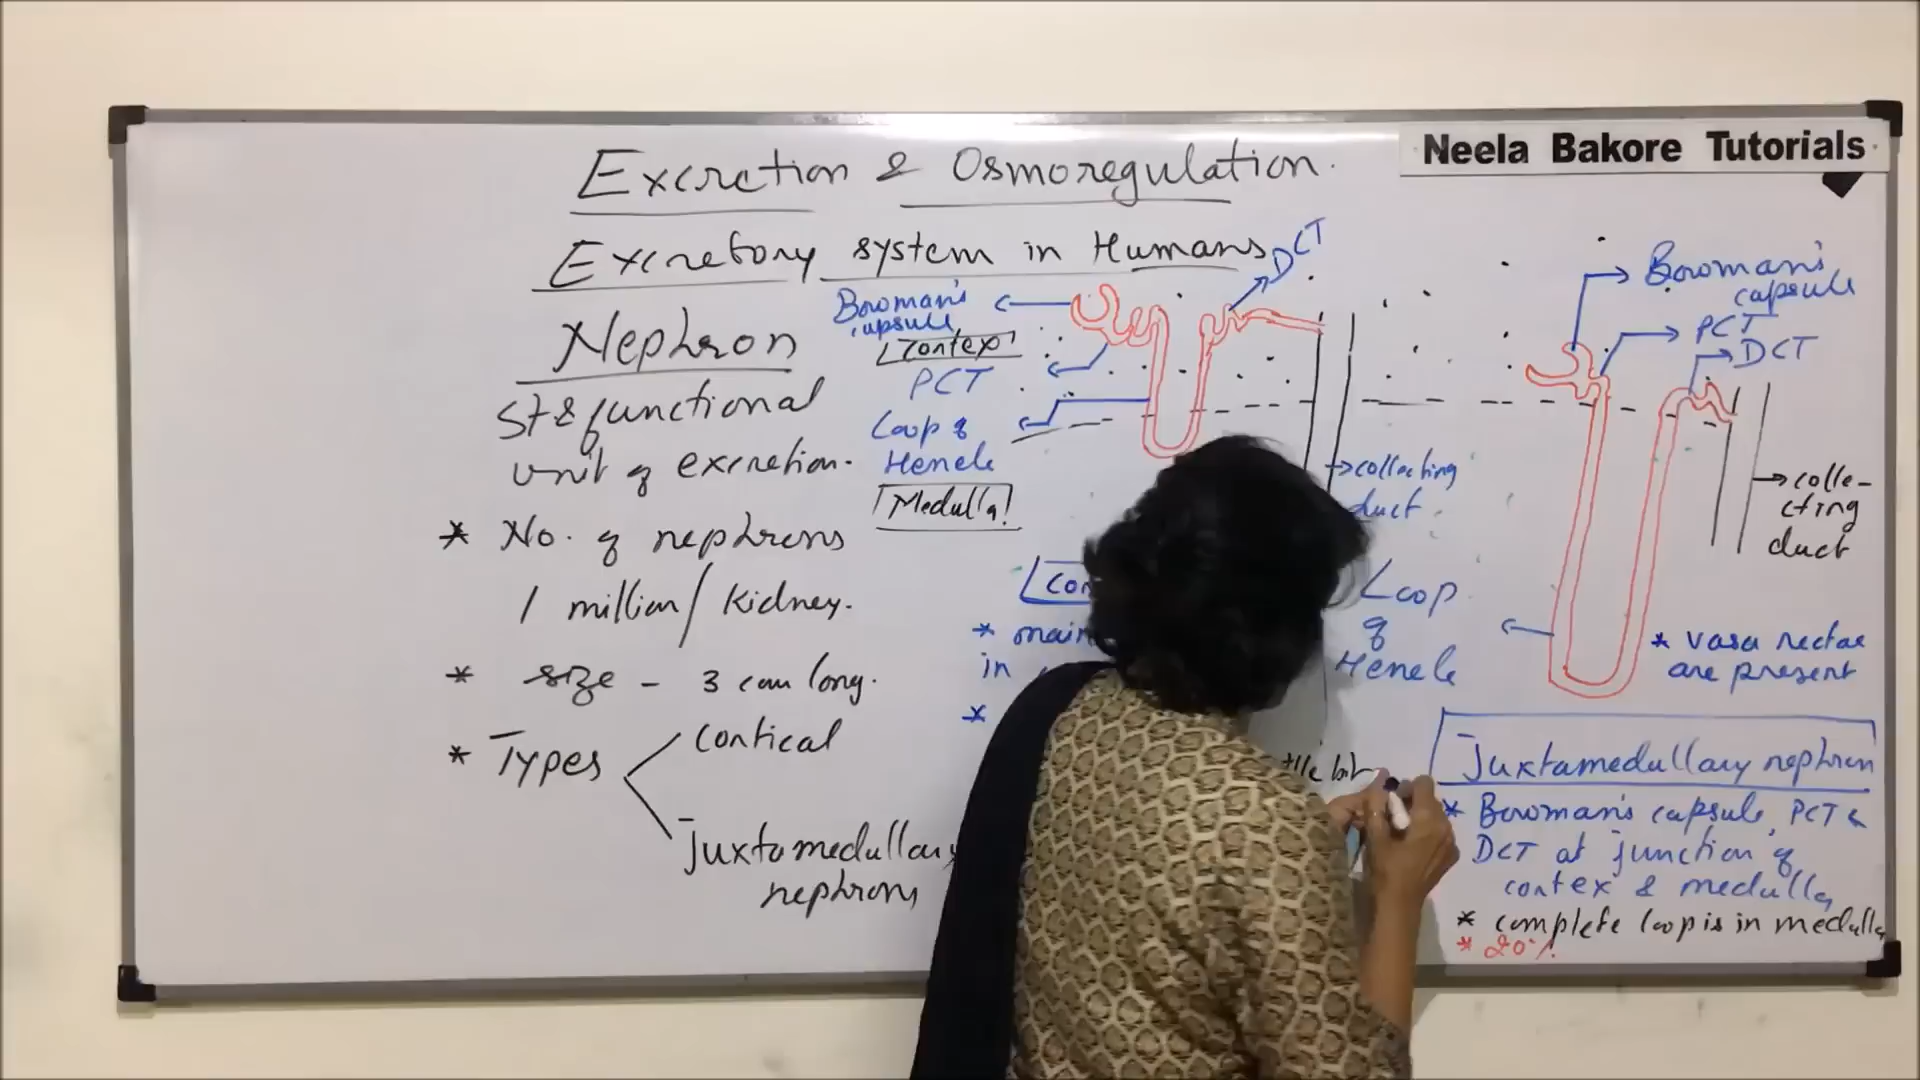 Neela Bakore Tutorials
Excretion & Osmoregulation.
Excretory system in Humans
Nephron
St & functional
unit of excretion.
* No. of nephrons
1 million/kidney.
* size - 3 cm long.
* Types
Cortical
Juxtamedullary
nephrons
Bowman's
capsule
Cortex
PCT
Loop of
Henele
Medulla
DCT
collecting
duct
* 
in
*
Loop
of
Henele
Bowman's
capsule
PCT
DCT
colle-
cting
duct
* vasa rectae
are present
Juxtamedullary nephron
* Bowman's capsule, PCT &
DCT at junction of
cortex & medulla
* complete loop is in medulla
* 20%